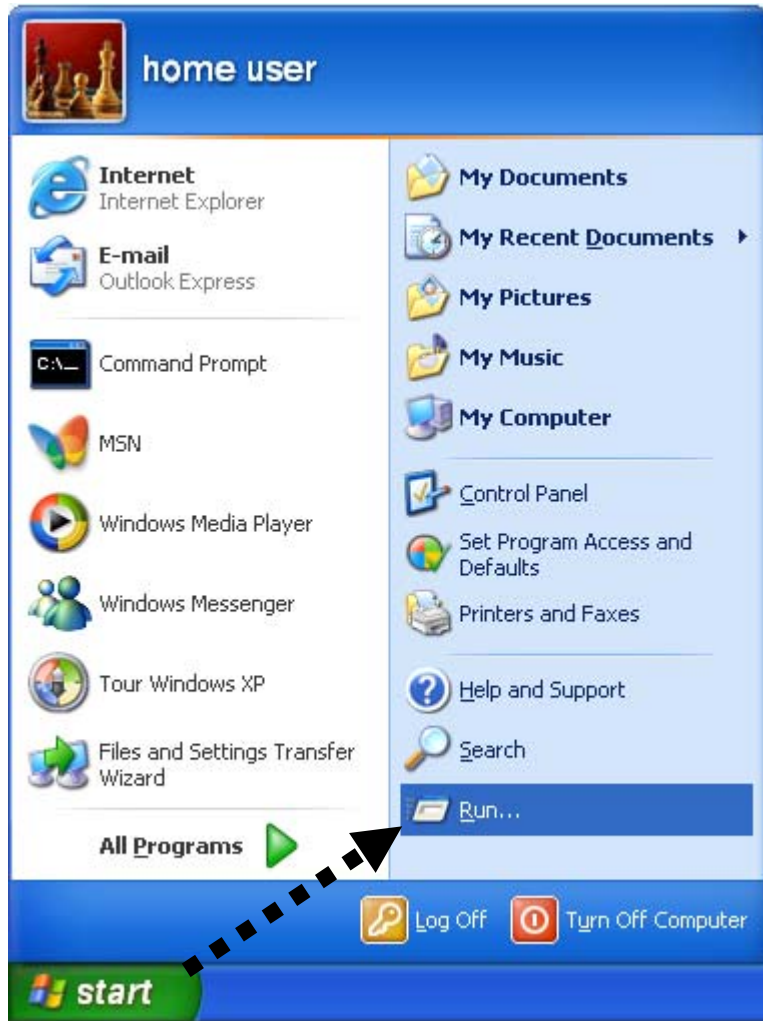 home user
Internet
Internet Explorer
E-mail
Outlook Express
C:\_
Command Prompt
MSN
Windows Media Player
Windows Messenger
Tour Windows XP
Files and Settings Transfer
Wizard
All Programs
My Documents
My Recent Documents
My Pictures
My Music
My Computer
Control Panel
Set Program Access and
Defaults
Printers and Faxes
Help and Support
Search
Run...
Log Off
Turn Off Computer
start